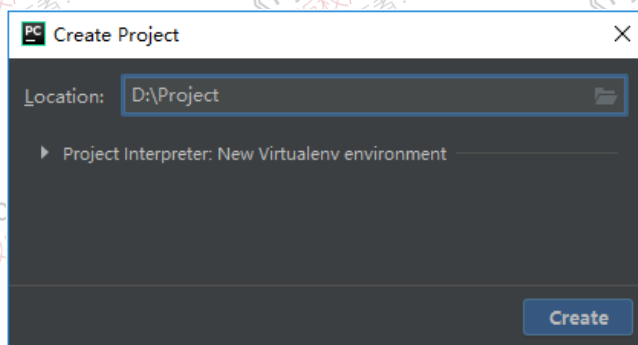 PC Create Project
Location: D:\Project
Project Interpreter: New Virtualenv environment
Create